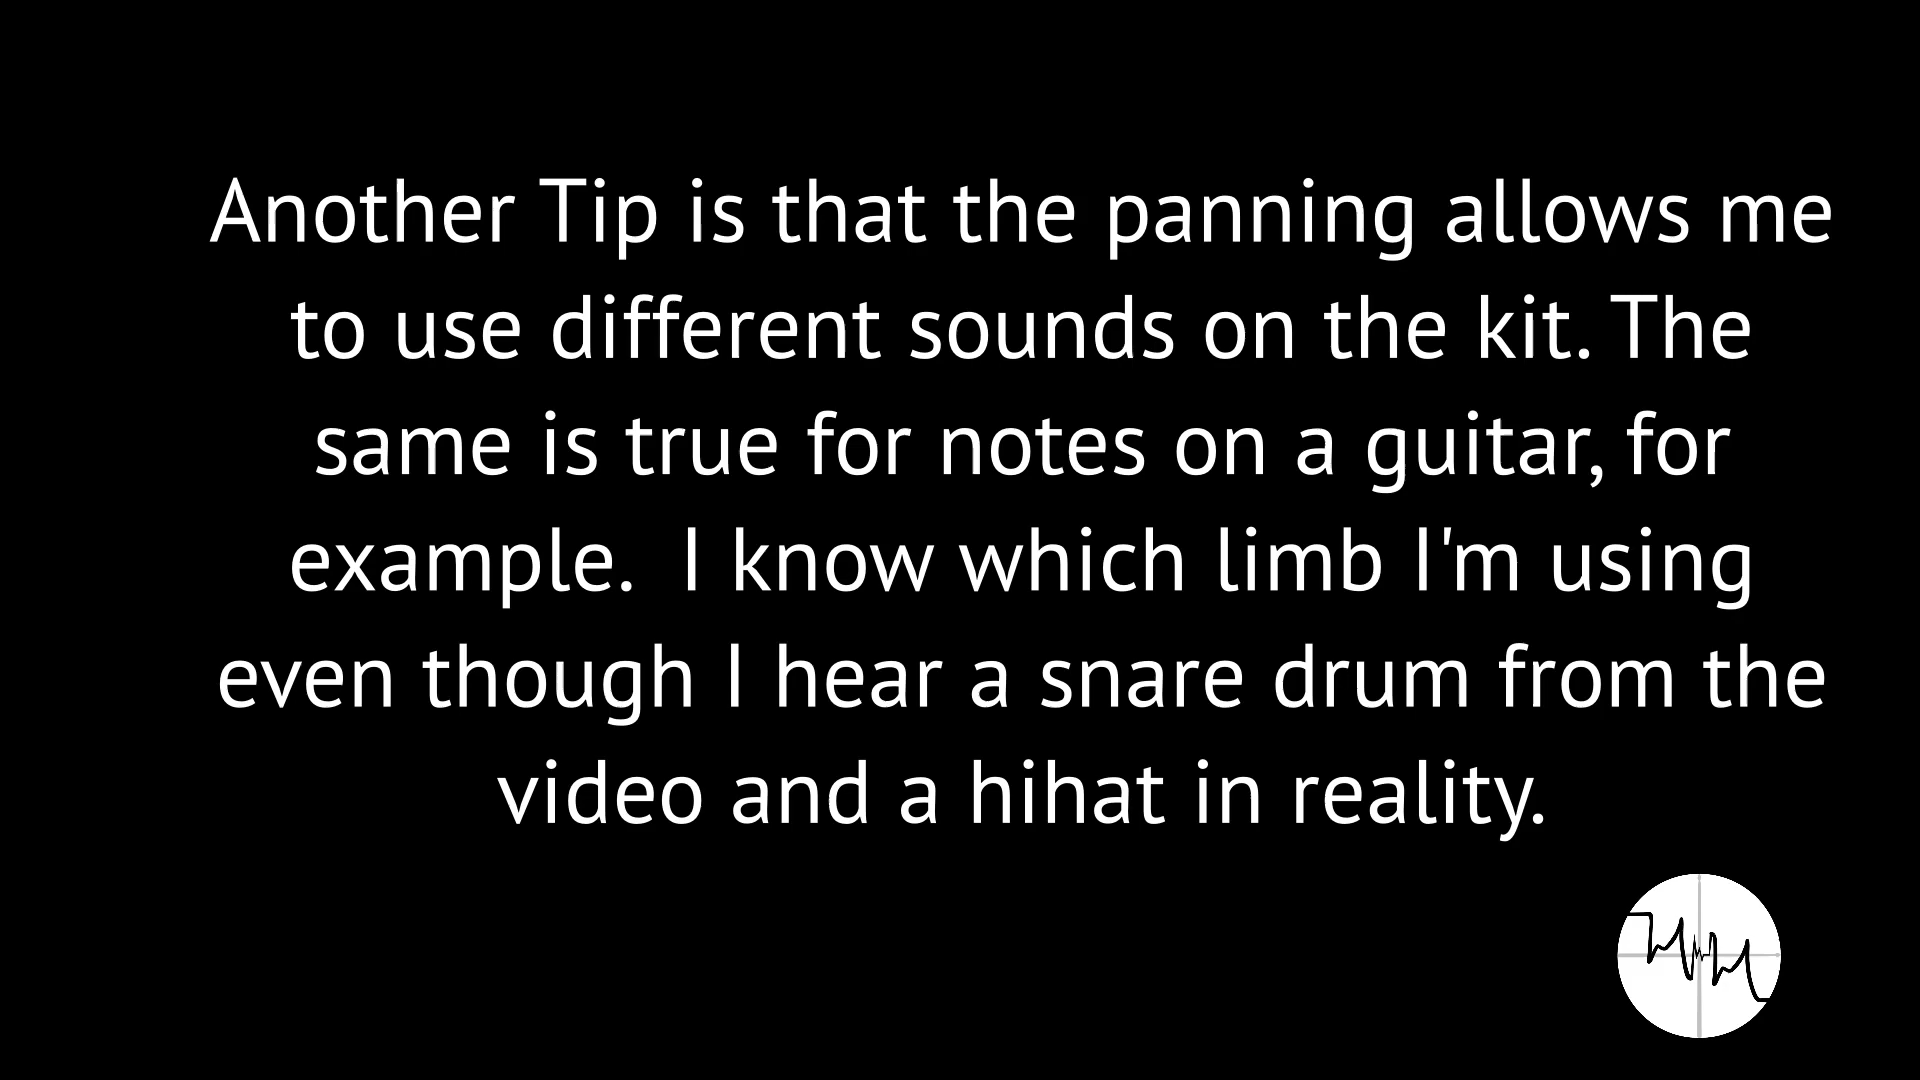 Another Tip is that the panning allows me
to use different sounds on the kit. The
same is true for notes on a guitar, for
example.  I know which limb I'm using
even though I hear a snare drum from the
video and a hihat in reality.